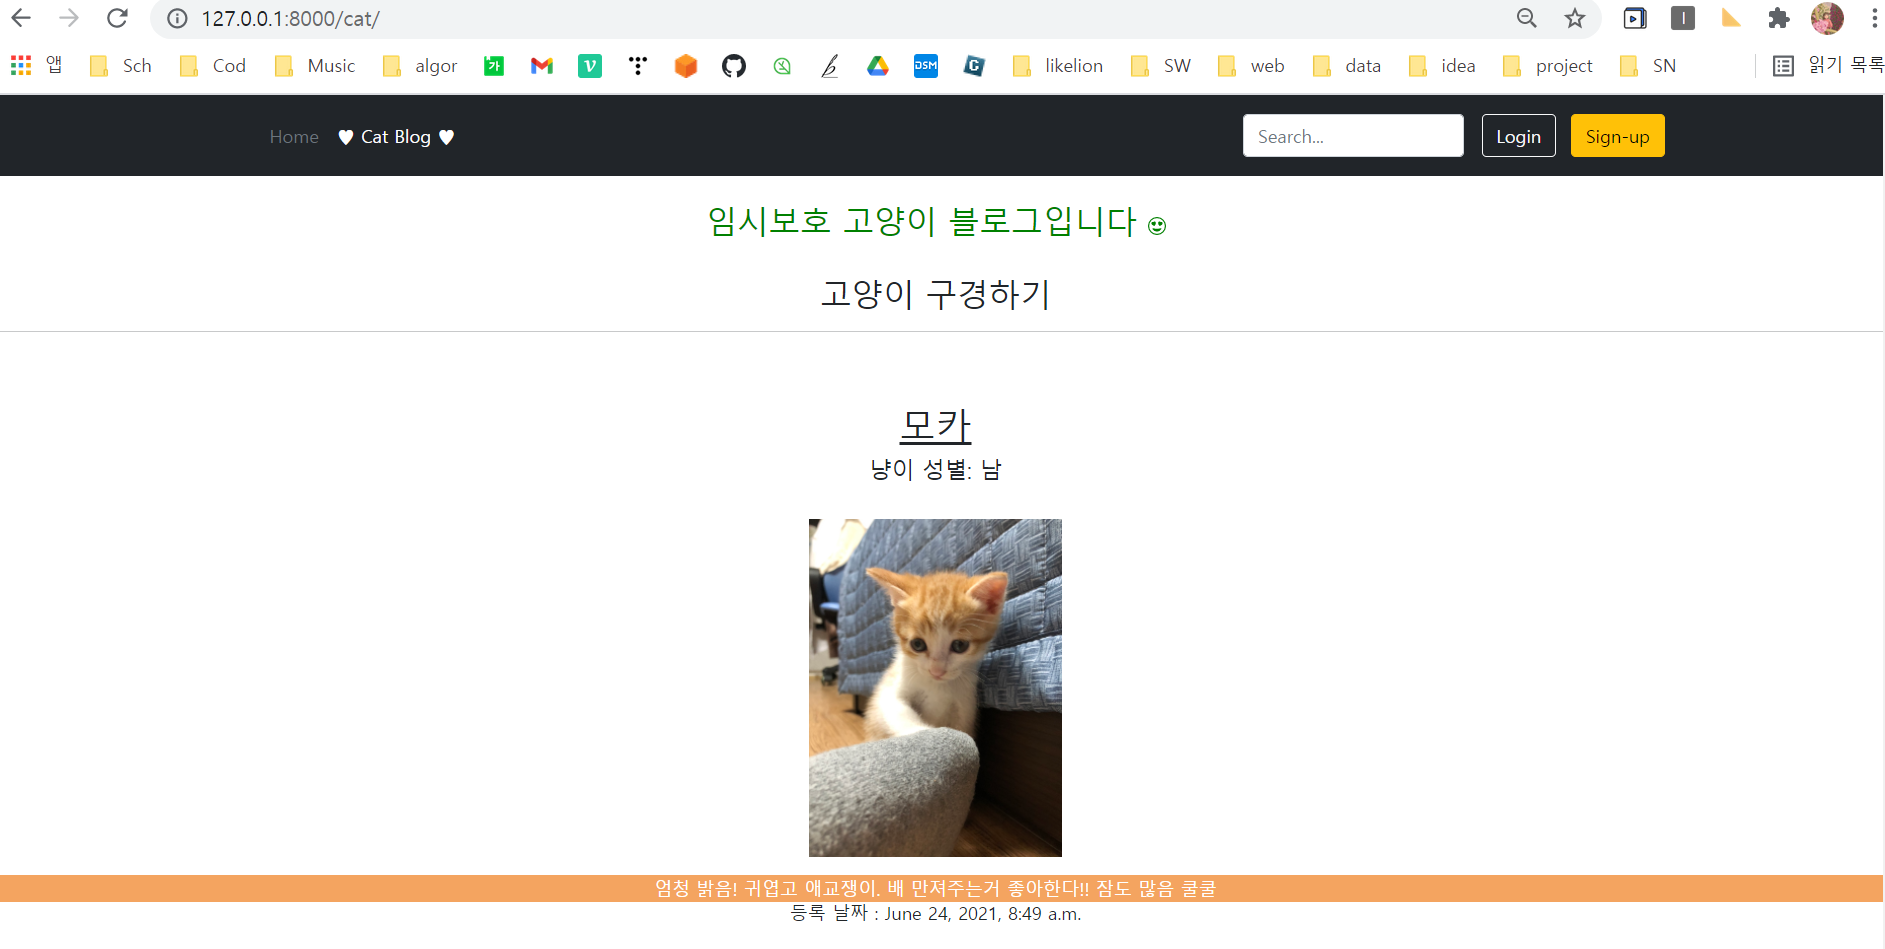 127.0.0.1:8000/cat/
앱 Sch Cod Music algor 가 v DSM C likelion SW web data idea project SN 읽기 목록
Home ♥ Cat Blog ♥ Search... Login Sign-up
임시보호 고양이 블로그입니다 😍
고양이 구경하기
모카
냥이 성별: 남
엄청 밝음! 귀엽고 애교쟁이. 배 만져주는거 좋아한다!! 잠도 많음 쿨쿨
등록 날짜 : June 24, 2021, 8:49 a.m.